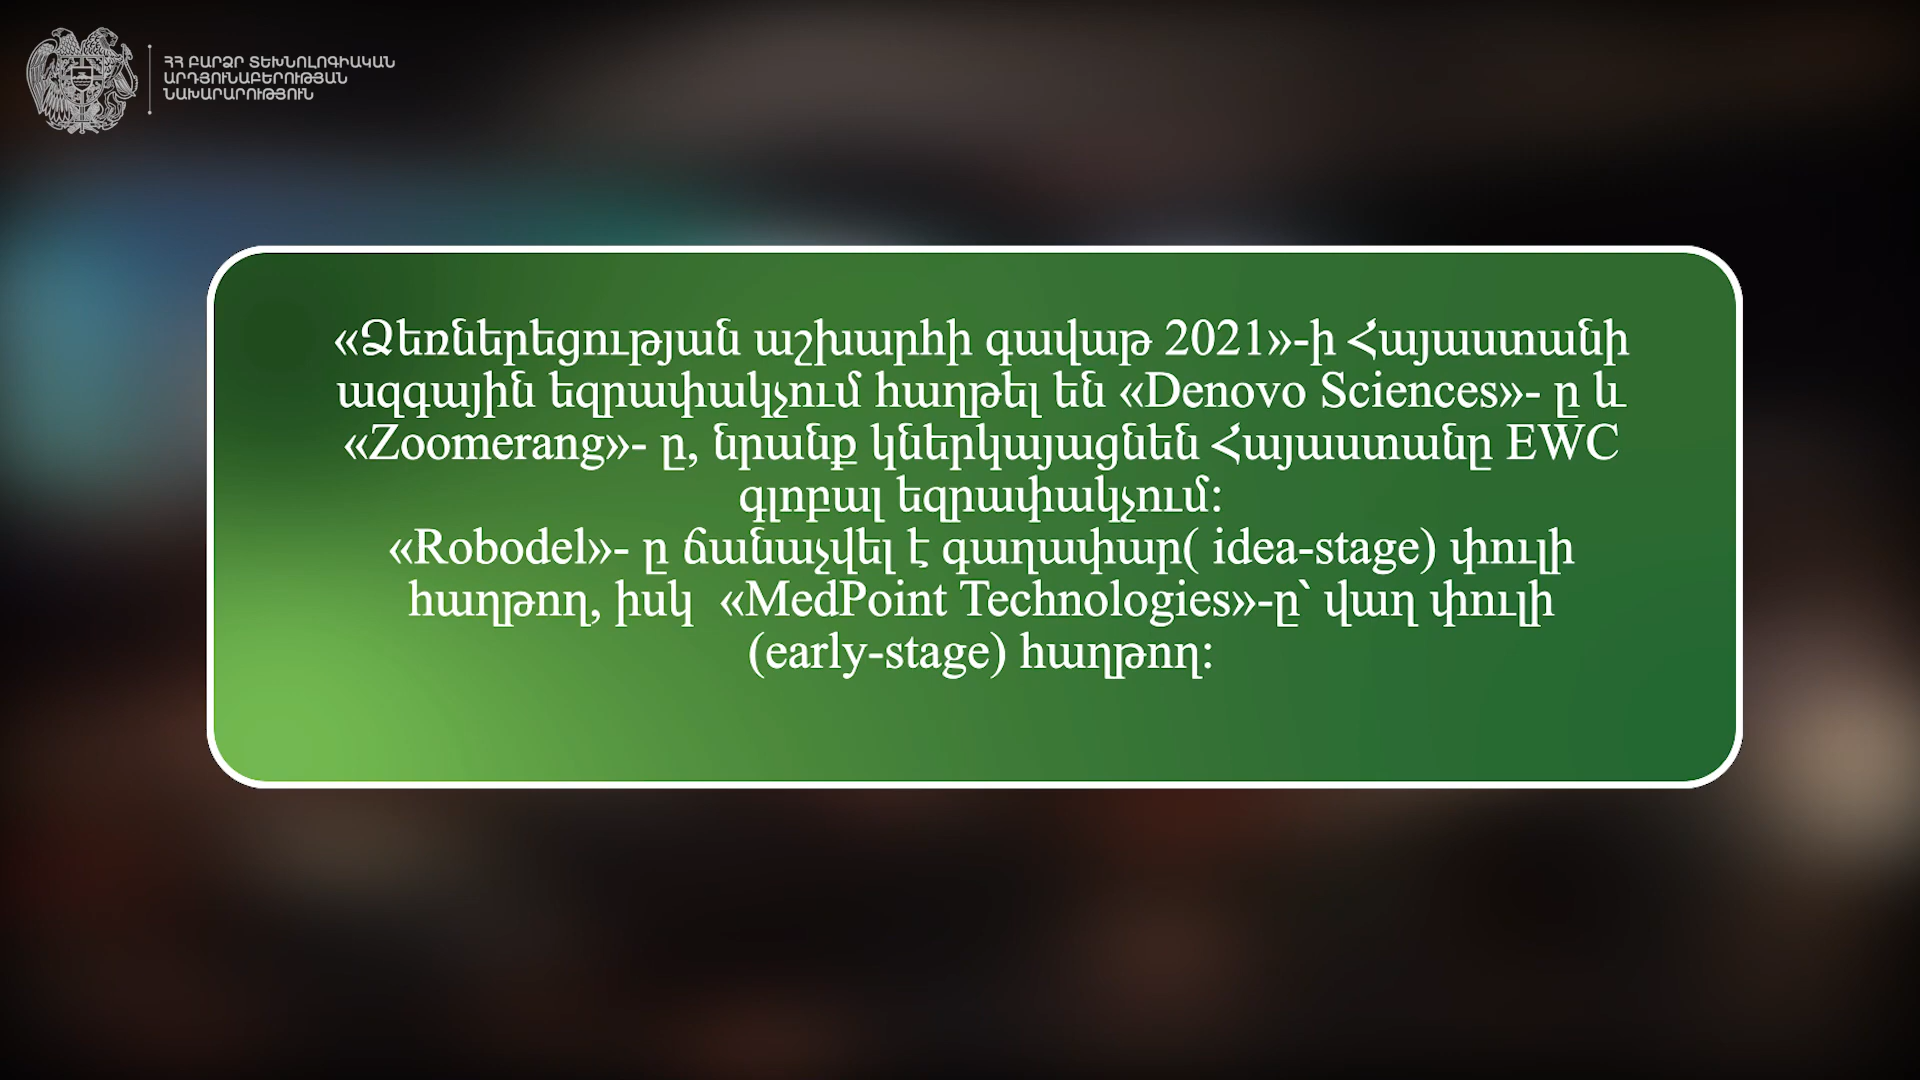 ՀՀ ԲԱՐՁՐ ՏԵԽՆՈԼՈԳԻԱԿԱՆ
ԱՐԴՅՈՒՆԱԲԵՐՈՒԹՅԱՆ
ՆԱԽԱՐԱՐՈՒԹՅՈՒՆ
«Ձեռներեցության աշխարհի գավաթ 2021»-ի Հայաստանի
ազգային եզրափակչում հաղթել են «Denovo Sciences»- ը և
«Zoomerang»- ը, նրանք կներկայացնեն Հայաստանը EWC
գլոբալ եզրափակչում:
«Robodel»- ը ճանաչվել է գաղափար( idea-stage) փուլի
հաղթող, իսկ  «MedPoint Technologies»-ը՝ վաղ փուլի
(early-stage) հաղթող: